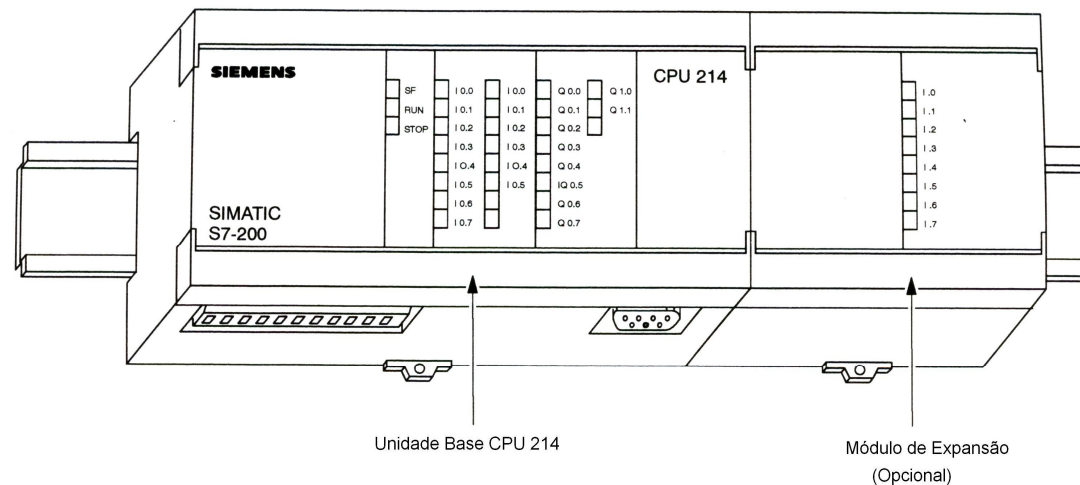 SIEMENS
CPU 214
SF
RUN
STOP
I 0.0
I 0.1
I 0.2
I 0.3
I O.4
I 0.5
I 0.6
I 0.7
I 0.0
I 0.1
I 0.2
I 0.3
I O.4
I 0.5
Q 0.0
Q 0.1
Q 0.2
Q 0.3
Q 0.4
IQ 0.5
Q 0.6
Q 0.7
Q 1.0
Q 1.1
I .0
I .1
I .2
I .3
I .4
I .5
I .6
I .7
SIMATIC
S7-200
Unidade Base CPU 214
Módulo de Expansão
(Opcional)